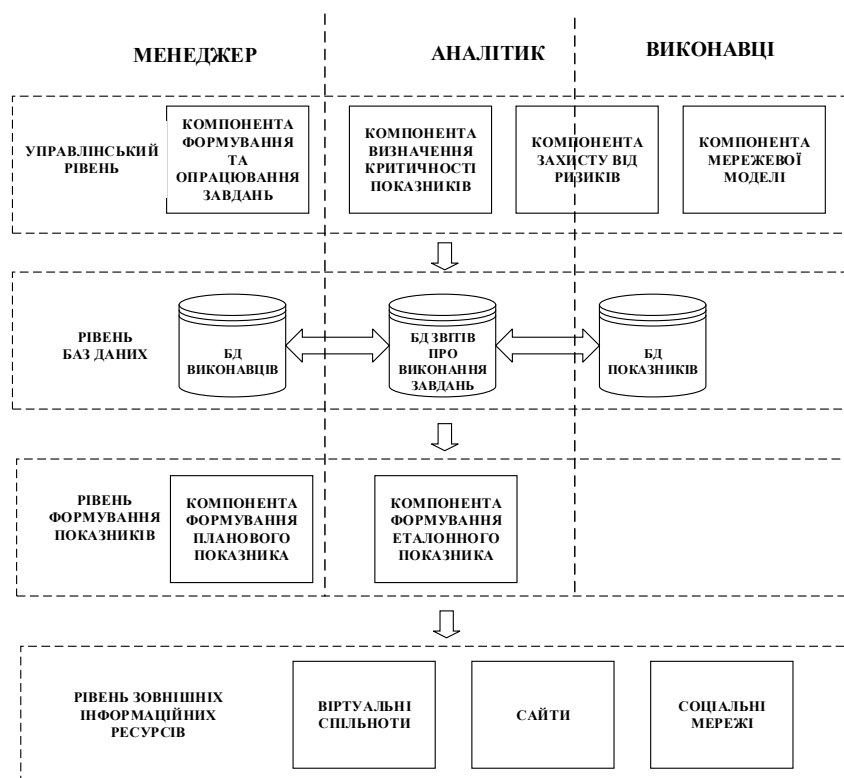 МЕНЕДЖЕР
АНАЛІТИК
ВИКОНАВЦІ
УПРАВЛІНСЬКИЙ
РІВЕНЬ
КОМПОНЕНТА
ФОРМУВАННЯ
ТА
ОПРАЦЮВАННЯ
ЗАВДАНЬ
КОМПОНЕНТА
ВИЗНАЧЕННЯ
КРИТИЧНОСТІ
ПОКАЗНИКІВ
КОМПОНЕНТА
ЗАХИСТУ ВІД
РИЗИКІВ
КОМПОНЕНТА
МЕРЕЖЕВОЇ
МОДЕЛІ
РІВЕНЬ
БАЗ ДАНИХ
БД
ВИКОНАВЦІВ
БД ЗВІТІВ
ПРО
ВИКОНАННЯ
ЗАВДАНЬ
БД
ПОКАЗНИКІВ
РІВЕНЬ
ФОРМУВАННЯ
ПОКАЗНИКІВ
КОМПОНЕНТА
ФОРМУВАННЯ
ПЛАНОВОГО
ПОКАЗНИКА
КОМПОНЕНТА
ФОРМУВАННЯ
ЕТАЛОННОГО
ПОКАЗНИКА
РІВЕНЬ ЗОВНІШНІХ
ІНФОРМАЦІЙНИХ
РЕСУРСІВ
ВІРТУАЛЬНІ
СПІЛЬНОТИ
САЙТИ
СОЦІАЛЬНІ
МЕРЕЖІ